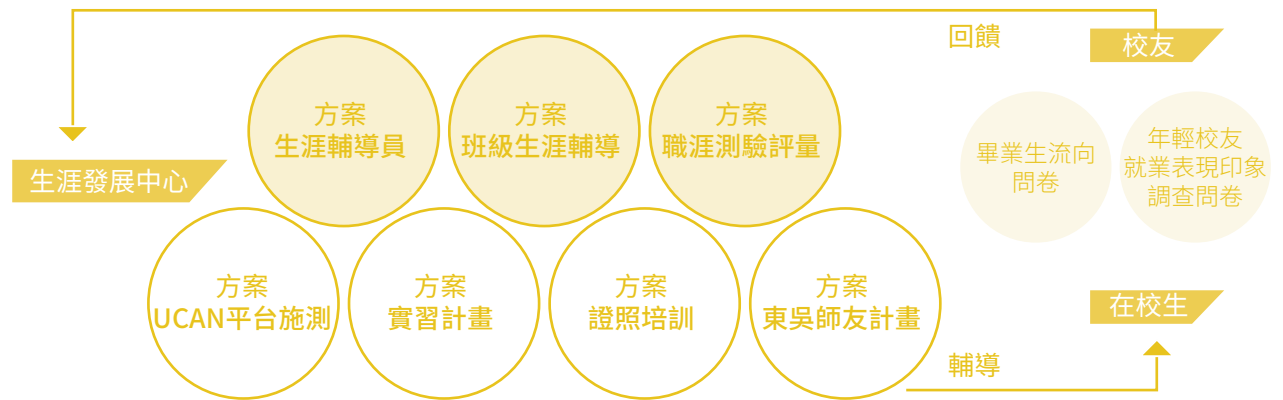 回饋
校友
方案
生涯輔導員
方案
班級生涯輔導
方案
職涯測驗評量
畢業生流向
問卷
年輕校友
就業表現印象
調查問卷
生涯發展中心
方案
UCAN平台施測
方案
實習計畫
方案
證照培訓
方案
東吳師友計畫
在校生
輔導